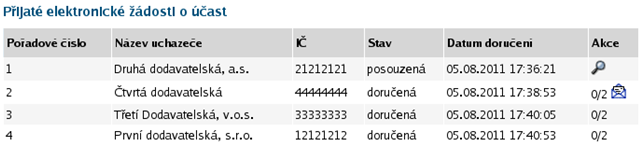 Přijaté elektronické žádosti o účast
Pořadové číslo Název uchazeče IČ Stav Datum doručení Akce
1 Druhá dodavatelská, a.s. 21212121 posouzená 05.08.2011 17:36:21
2 Čtvrtá dodavatelská 44444444 doručená 05.08.2011 17:38:53 0/2
3 Třetí Dodavatelská, v.o.s. 33333333 doručená 05.08.2011 17:40:05 0/2
4 První dodavatelská, s.r.o. 12121212 doručená 05.08.2011 17:40:53 0/2